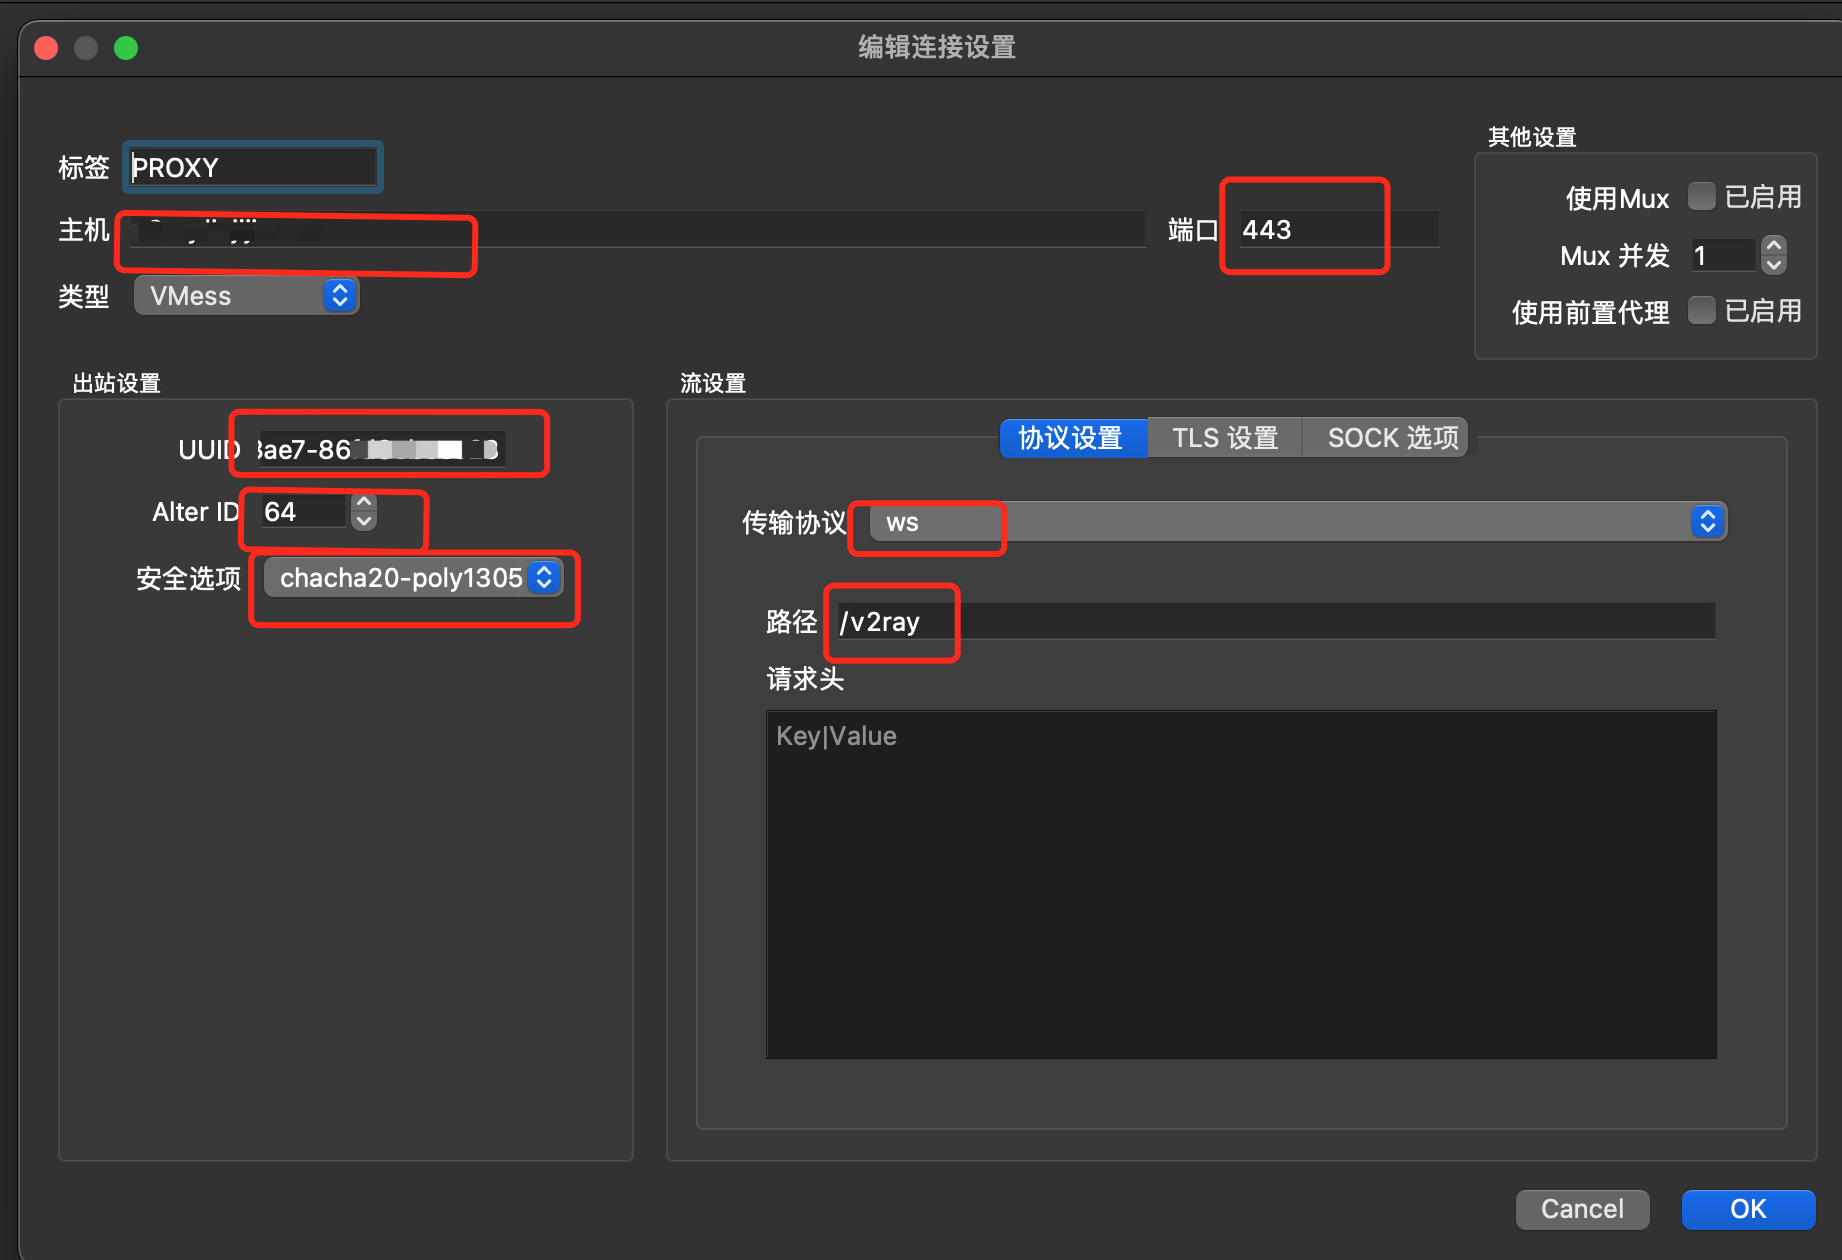 编辑连接设置
标签 PROXY
主机
端口 443
类型 VMess
其他设置
使用Mux 已启用
Mux 并发 1
使用前置代理 已启用
出站设置
UUID 3ae7-86
Alter ID 64
安全选项 chacha20-poly1305
流设置
协议设置 TLS 设置 SOCK 选项
传输协议 ws
路径 /v2ray
请求头
Key|Value
Cancel OK